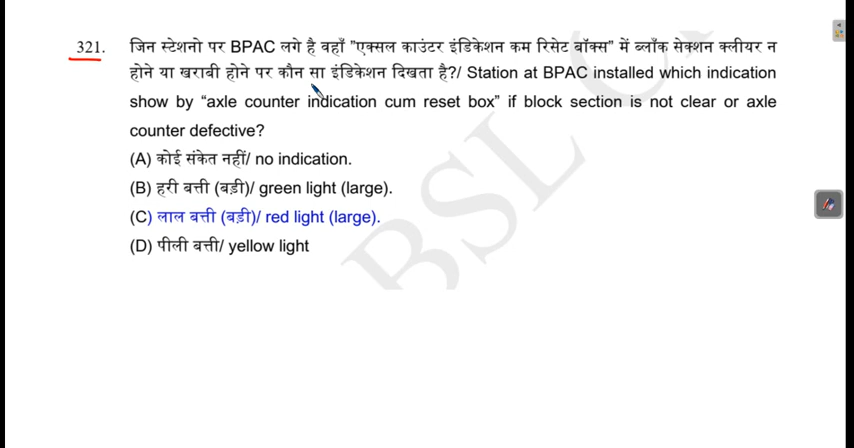 321. जिन स्टेशनो पर BPAC लगे है वहाँ "एक्सल काउंटर इंडिकेशन कम रिसेट बॉक्स" में ब्लॉक सेक्शन क्लीयर न
होने या खराबी होने पर कौन सा इंडिकेशन दिखता है?/ Station at BPAC installed which indication
show by “axle counter indication cum reset box” if block section is not clear or axle
counter defective?
(A) कोई संकेत नहीं/ no indication.
(B) हरी बत्ती (बड़ी)/ green light (large).
(C) लाल बत्ती (बड़ी)/ red light (large).
(D) पीली बत्ती/ yellow light
BSL